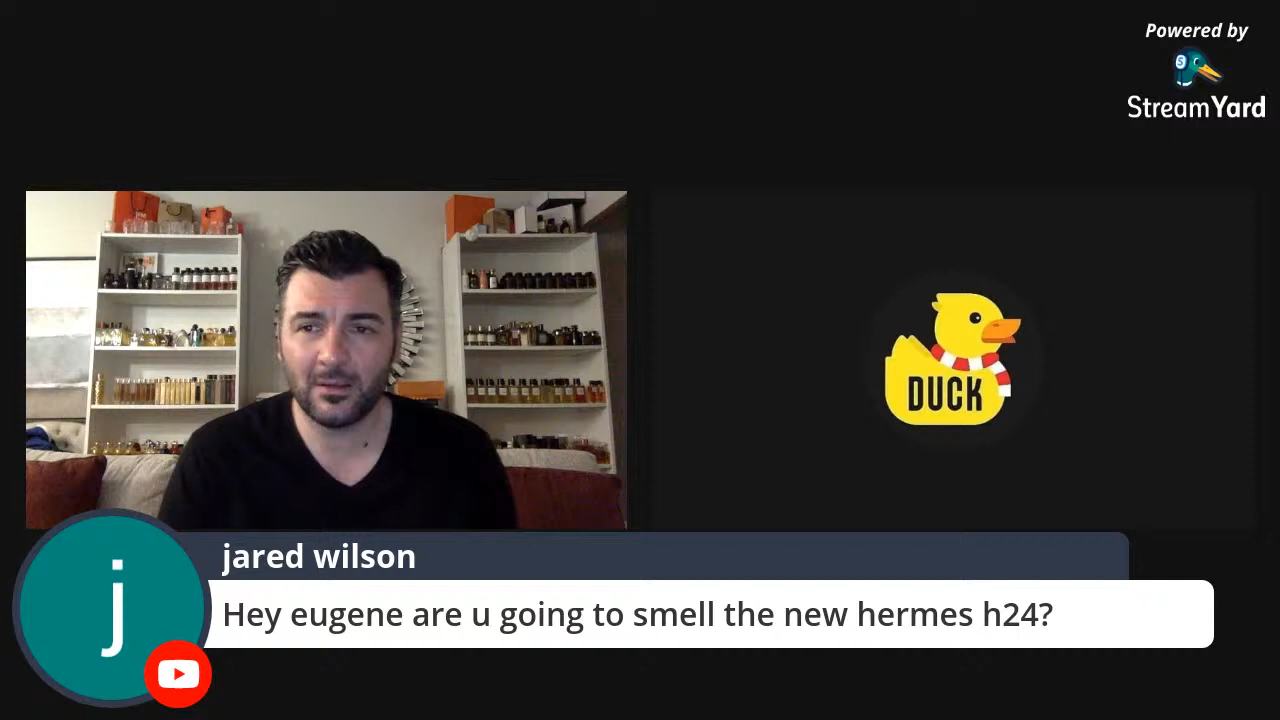 Powered by
StreamYard
DUCK
jared wilson
Hey eugene are u going to smell the new hermes h24?
j